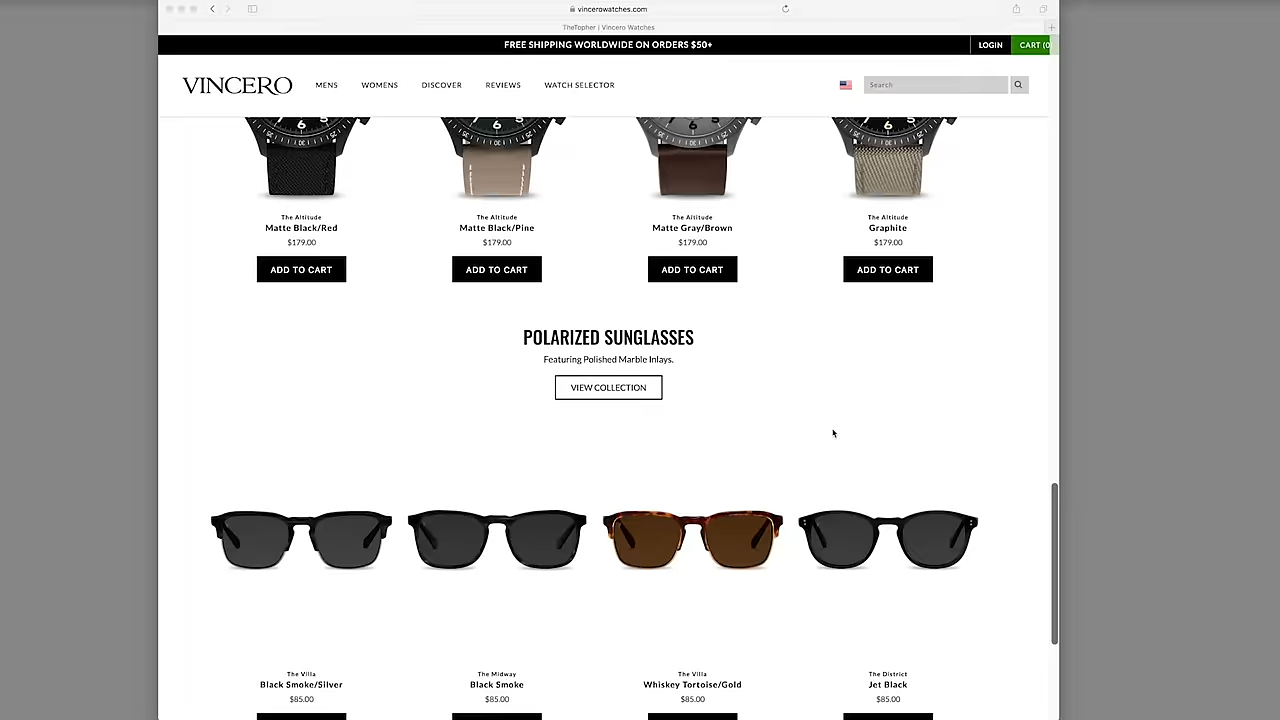 vincerowatches.com
TheTopher | Vincero Watches
FREE SHIPPING WORLDWIDE ON ORDERS $50+
LOGIN
CART (0
VINCERO
MENS
WOMENS
DISCOVER
REVIEWS
WATCH SELECTOR
Search
The Altitude
Matte Black/Red
$179.00
ADD TO CART
The Altitude
Matte Black/Pine
$179.00
ADD TO CART
The Altitude
Matte Gray/Brown
$179.00
ADD TO CART
The Altitude
Graphite
$179.00
ADD TO CART
POLARIZED SUNGLASSES
Featuring Polished Marble Inlays.
VIEW COLLECTION
The Villa
Black Smoke/Silver
$85.00
The Midway
Black Smoke
$85.00
The Villa
Whiskey Tortoise/Gold
$85.00
The District
Jet Black
$85.00